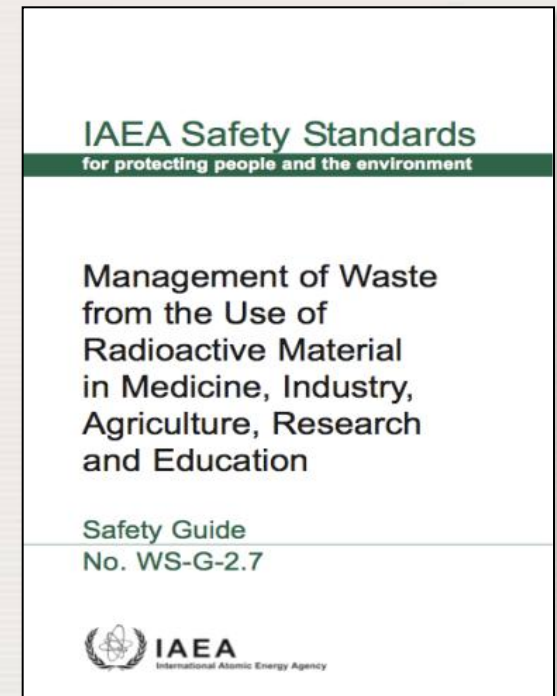 IAEA Safety Standards
for protecting people and the environment
Management of Waste
from the Use of
Radioactive Material
in Medicine, Industry,
Agriculture, Research
and Education
Safety Guide
No. WS-G-2.7
IAEA
International Atomic Energy Agency